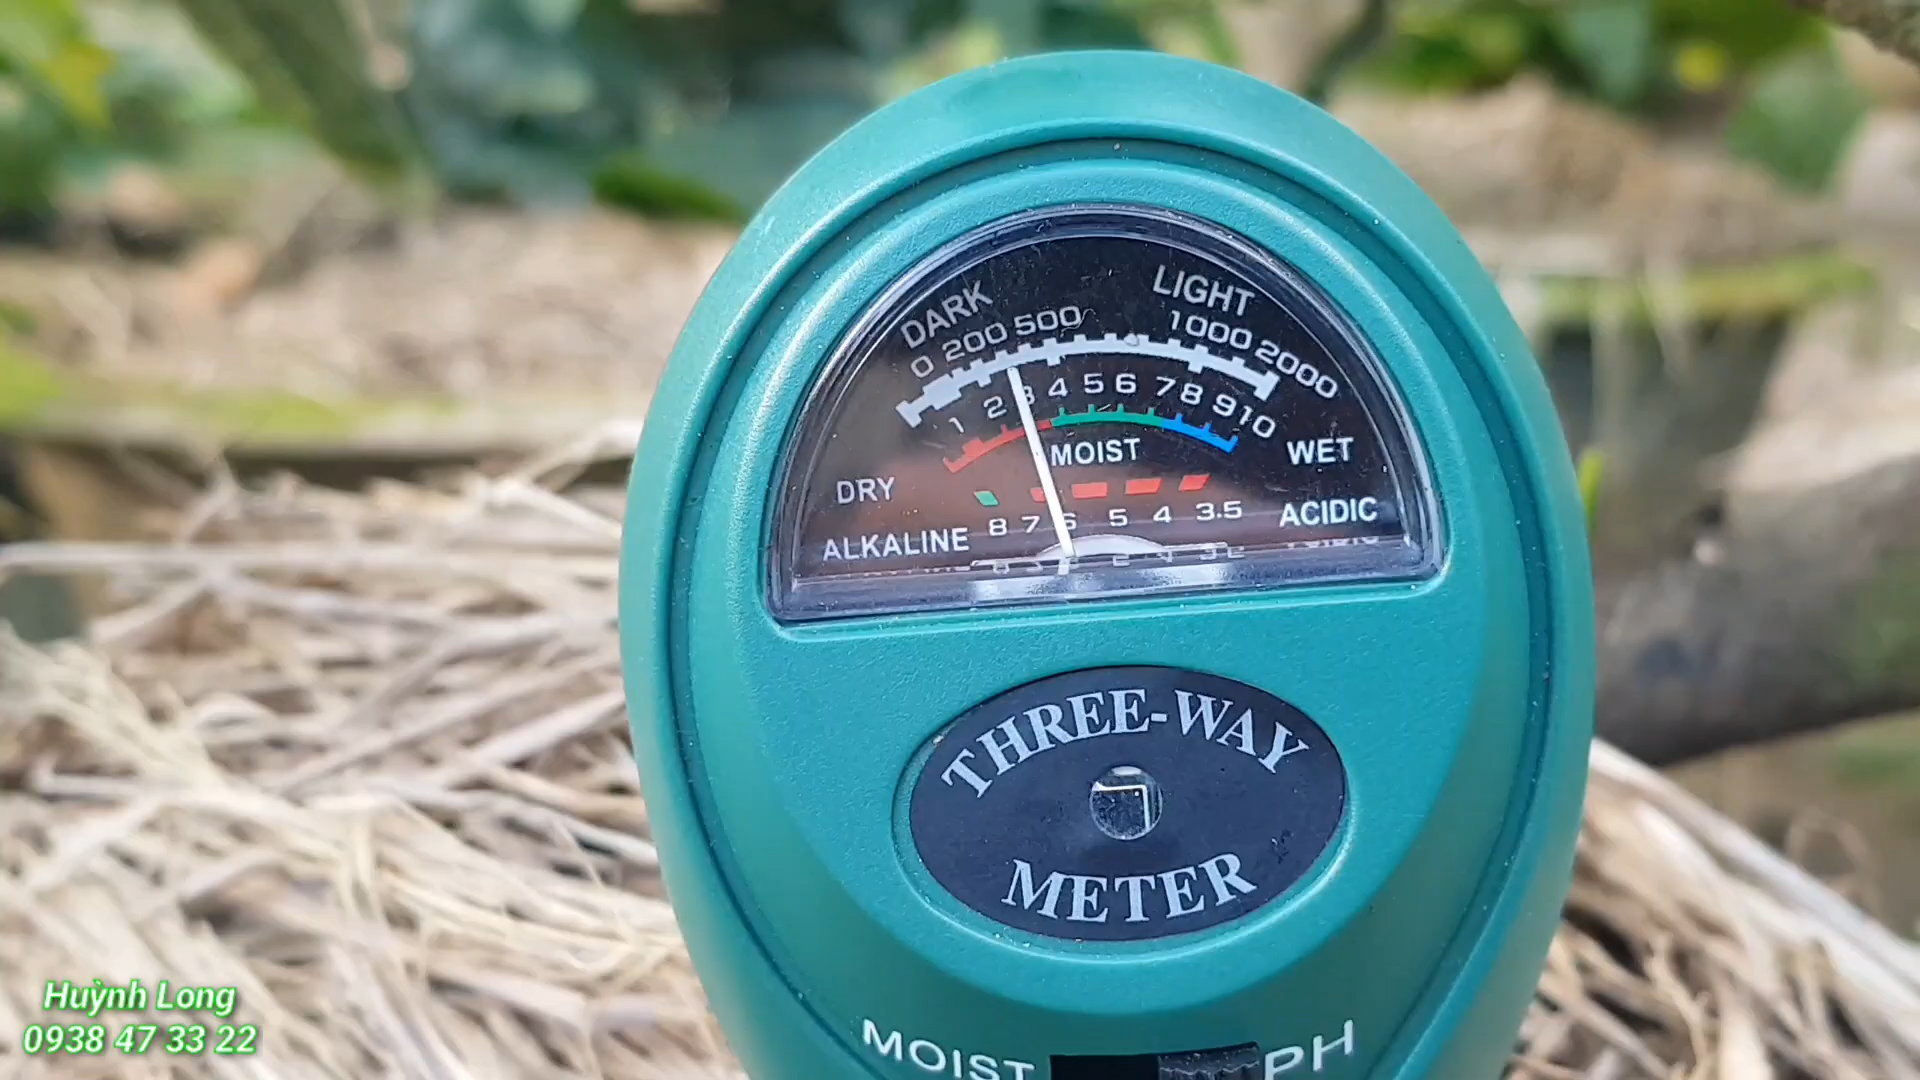 DARK
LIGHT
0 200 500 1000 2000
1 2 3 4 5 6 7 8 9 10
DRY MOIST WET
8 7 6 5 4 3.5
ALKALINE ACIDIC
THREE-WAY
METER
MOIST PH
Huỳnh Long
0938 47 33 22